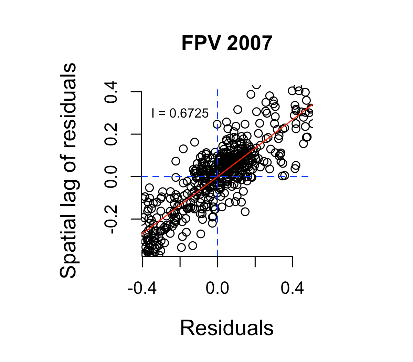 FPV 2007
Spatial lag of residuals
0.4
0.2
0.0
-0.2
I = 0.6725
-0.4
0.0
0.4
Residuals